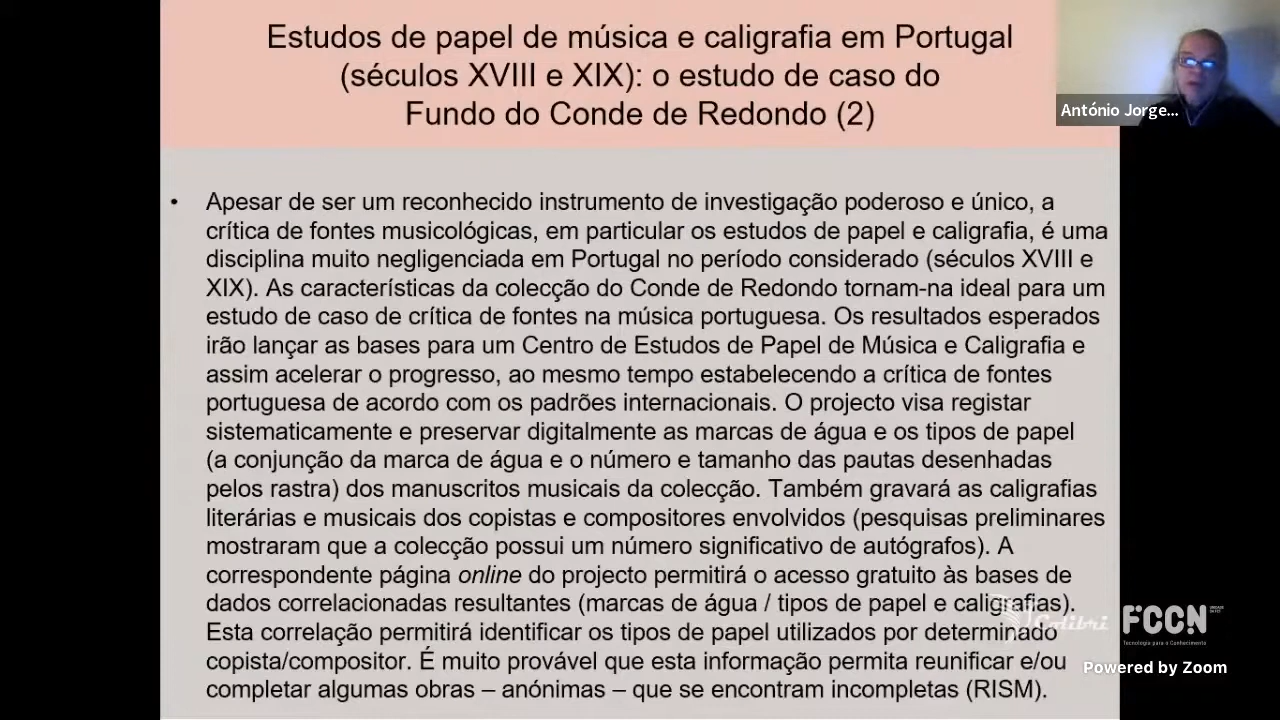 Estudos de papel de música e caligrafia em Portugal
(séculos XVIII e XIX): o estudo de caso do
Fundo do Conde de Redondo (2)
António Jorge...
• Apesar de ser um reconhecido instrumento de investigação poderoso e único, a
crítica de fontes musicológicas, em particular os estudos de papel e caligrafia, é uma
disciplina muito negligenciada em Portugal no período considerado (séculos XVIII e
XIX). As características da colecção do Conde de Redondo tornam-na ideal para um
estudo de caso de crítica de fontes na música portuguesa. Os resultados esperados
irão lançar as bases para um Centro de Estudos de Papel de Música e Caligrafia e
assim acelerar o progresso, ao mesmo tempo estabelecendo a crítica de fontes
portuguesa de acordo com os padrões internacionais. O projecto visa registar
sistematicamente e preservar digitalmente as marcas de água e os tipos de papel
(a conjunção da marca de água e o número e tamanho das pautas desenhadas
pelos rastra) dos manuscritos musicais da colecção. Também gravará as caligrafias
literárias e musicais dos copistas e compositores envolvidos (pesquisas preliminares
mostraram que a colecção possui um número significativo de autógrafos). A
correspondente página online do projecto permitirá o acesso gratuito às bases de
dados correlacionadas resultantes (marcas de água / tipos de papel e caligrafias).
Esta correlação permitirá identificar os tipos de papel utilizados por determinado
copista/compositor. É muito provável que esta informação permita reunificar e/ou
completar algumas obras – anónimas – que se encontram incompletas (RISM).
Colibri
FCCN
Tecnologia para o Conhecimento
Powered by Zoom